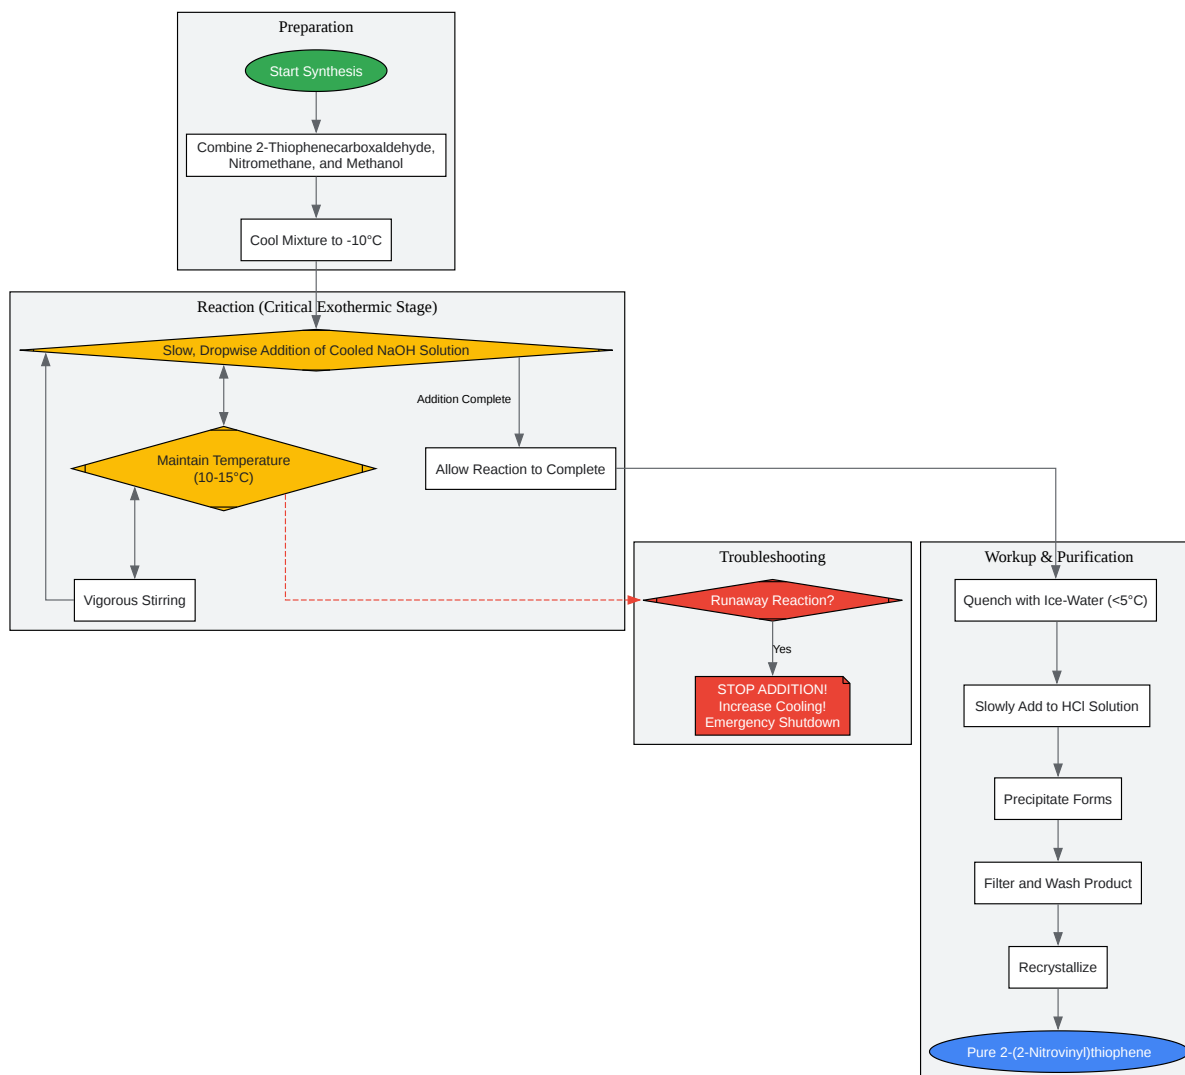 Preparation
Start Synthesis
Combine 2-Thiophenecarboxaldehyde,
Nitromethane, and Methanol
Cool Mixture to -10°C
Reaction (Critical Exothermic Stage)
Slow, Dropwise Addition of Cooled NaOH Solution
Addition Complete
Maintain Temperature
(10-15°C)
Allow Reaction to Complete
Vigorous Stirring
Troubleshooting
Runaway Reaction?
Yes
STOP ADDITION!
Increase Cooling!
Emergency Shutdown
Workup & Purification
Quench with Ice-Water (<5°C)
Slowly Add to HCl Solution
Precipitate Forms
Filter and Wash Product
Recrystallize
Pure 2-(2-Nitrovinyl)thiophene